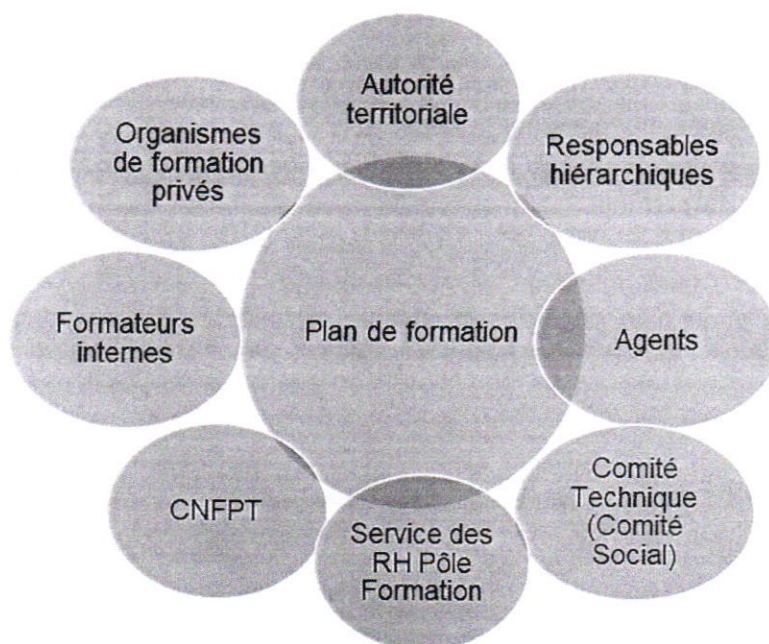 Autorité
territoriale
Responsables
hiérarchiques
Agents
Comité
Technique
(Comité
Social)
Service des
RH Pôle
Formation
CNFPT
Formateurs
internes
Organismes
de formation
privés
Plan de formation